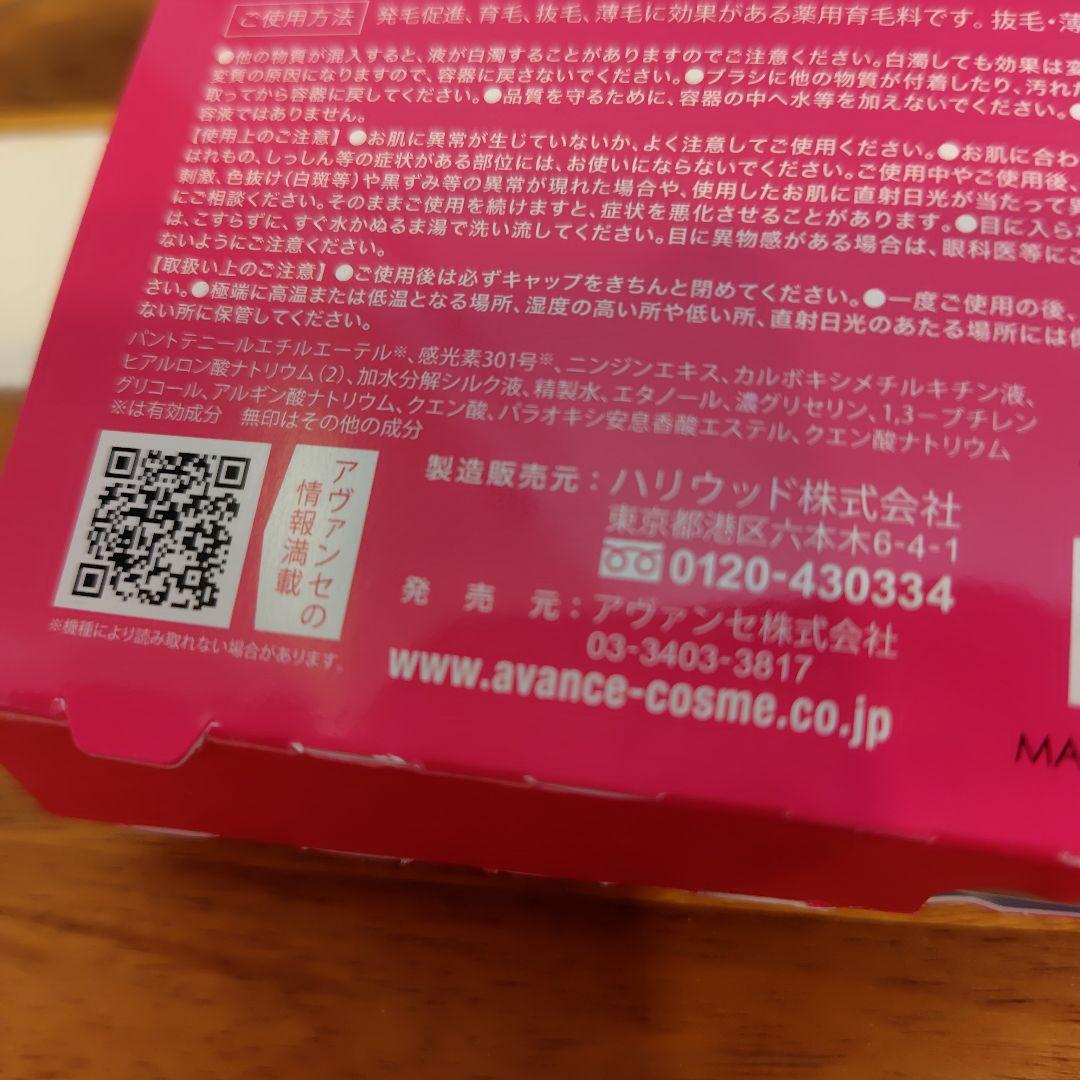 ご使用方法 発毛促進、育毛、抜毛、薄毛に効果がある薬用育毛料です。抜毛・薄
●他の物質が混入すると、液が白濁することがありますのでご注意ください。白濁しても効果は変
変質の原因になりますので、容器に戻さないでください。●ブラシに他の物質が付着したり、汚れた
取ってから容器に戻してください。●品質を守るために、容器の中へ水等を加えないでください。●
容液ではありません。
【使用上のご注意】●お肌に異常が生じていないか、よく注意してご使用ください。●お肌に合わ
はれもの、しっしん等の症状がある部位には、お使いにならないでください。ご使用中やご使用後、
刺激、色抜け（白斑等）や黒ずみ等の異常が現れた場合や、使用したお肌に直射日光が当たって異
にご相談ください。そのままご使用を続けますと、症状を悪化させることがあります。●目に入らな
は、こすらずに、すぐ水かぬるま湯で洗い流してください。目に異物感がある場合は、眼科医等にご
ないようにご注意ください。
【取扱い上のご注意】●ご使用後は必ずキャップをきちんと閉めてください。●一度ご使用の後、
さい。●極端に高温または低温となる場所、湿度の高い所や低い所、直射日光のあたる場所には保
ない所に保管してください。
パントテニールエチルエーテル※、感光素301号※、ニンジンエキス、カルボキシメチルキチン液、
ヒアルロン酸ナトリウム（2）、加水分解シルク液、精製水、エタノール、濃グリセリン、1,3－ブチレン
グリコール、アルギン酸ナトリウム、クエン酸、パラオキシ安息香酸エステル、クエン酸ナトリウム
※は有効成分 無印はその他の成分
アヴァンセの
情報満載
※機種により読み取れない場合があります。
製造販売元：ハリウッド株式会社
東京都港区六本木6-4-1
0120-430334
発売元：アヴァンセ株式会社
03-3403-3817
www.avance-cosme.co.jp
MA